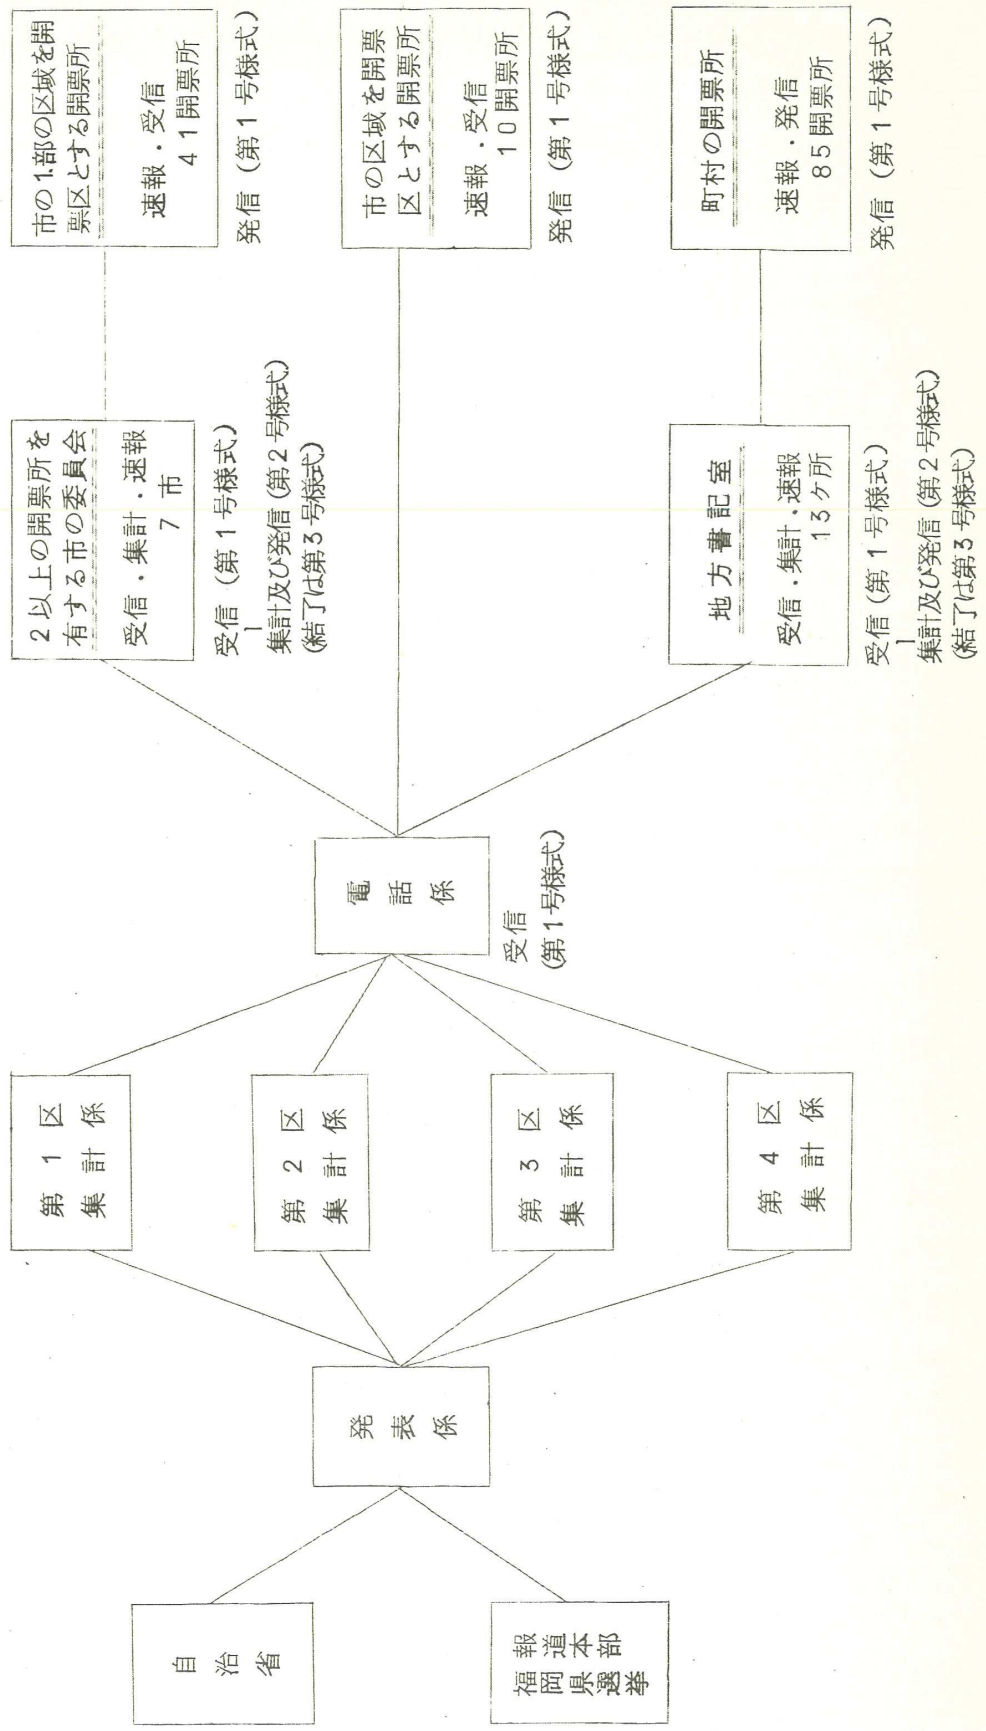 自治省
福岡県選挙
報道本部
発表係
第1区
集計係
第2区
集計係
第3区
集計係
第4区
集計係
電話係
受信
(第1号様式)
2以上の開票所を
有する市の委員会
受信・集計・速報
7市
受信(第1号様式)
集計及び発信(第2号様式)
(結了は第3号様式)
地方書記室
受信・集計・速報
13ヶ所
受信(第1号様式)
集計及び発信(第2号様式)
(結了は第3号様式)
市の1部の区域を開
票区とする開票所
速報・受信
41開票所
発信(第1号様式)
市の区域を開票
区とする開票所
速報・受信
10開票所
発信(第1号様式)
町村の開票所
速報・発信
85開票所
発信(第1号様式)